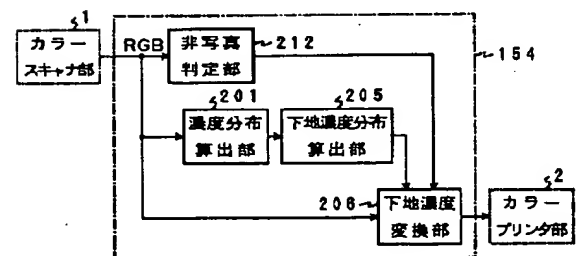 1
カラー
スキャナ部
RGB
非写真
判定部
212
154
201
濃度分布
算出部
205
下地濃度分布
算出部
206
下地濃度
変換部
2
カラー
プリンタ部